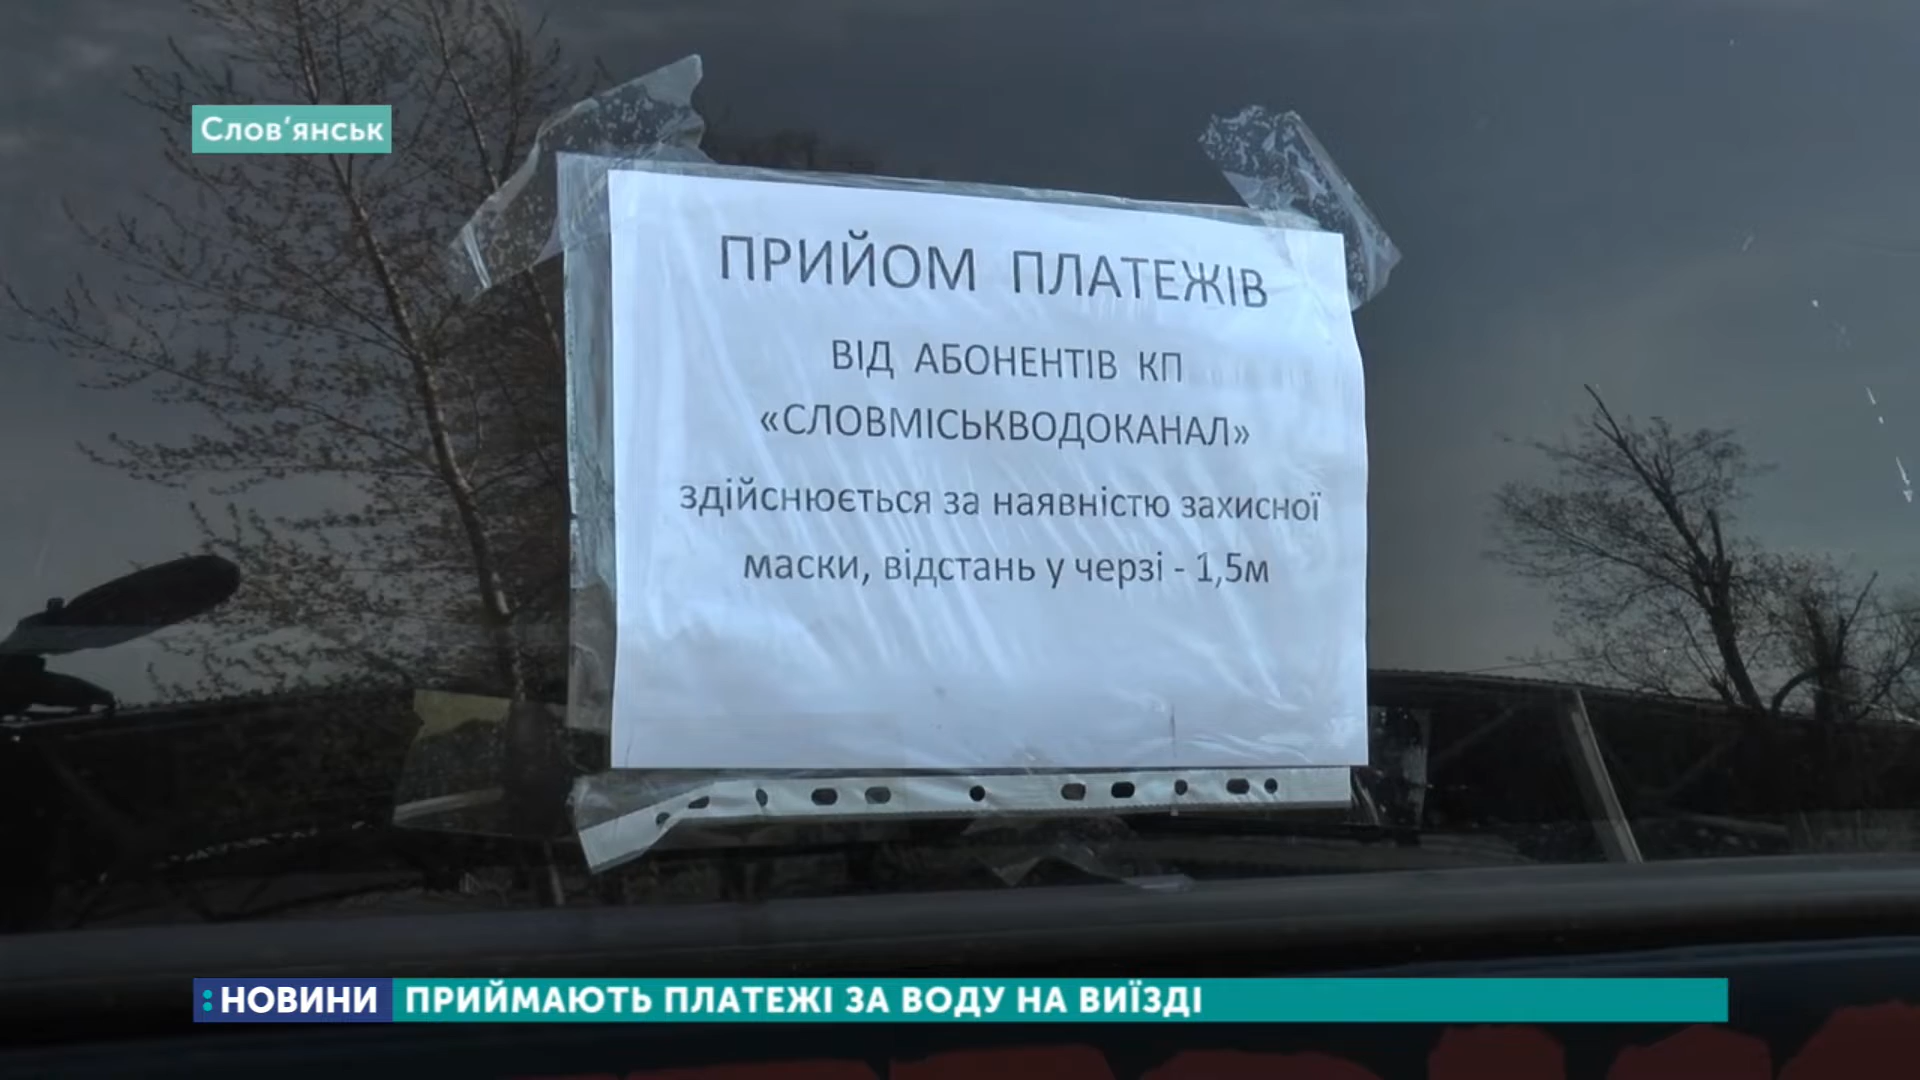 Слов'янськ
ПРИЙОМ ПЛАТЕЖІВ
ВІД АБОНЕНТІВ КП
«СЛОВМІСЬКВОДОКАНАЛ»
здійснюється за наявністю захисної
маски, відстань у черзі - 1,5м
:НОВИНИ ПРИЙМАЮТЬ ПЛАТЕЖІ ЗА ВОДУ НА ВИЇЗДІ